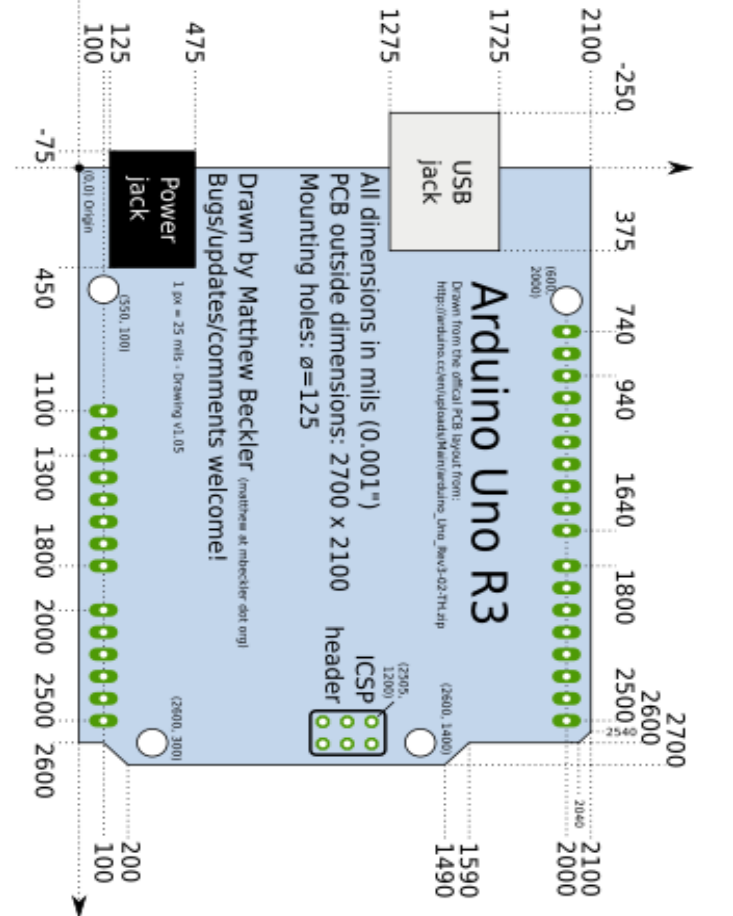 -250
-75
375
450
740
940
1640
1800
2500
2600
2700
2540
1100
1300
1800
2000
2500
2600
2100
1725
1275
475
125
100
2100
2040
2000
1590
1490
200
100
USB
jack
Power
jack
(0,0) Origin
(600,
2000)
(550, 100)
Arduino Uno R3
Drawn from the offical PCB layout from:
http://arduino.cc/en/uploads/Main/arduino_Uno_Rev3-02-TH.zip
All dimensions in mils (0.001")
PCB outside dimensions: 2700 x 2100
Mounting holes: ø=125
Drawn by Matthew Beckler (matthew at mbeckler dot org)
Bugs/updates/comments welcome!
1 px = 25 mils - Drawing v1.05
ICSP
header
(2505,
1200)
(2600, 1400)
(2600, 300)